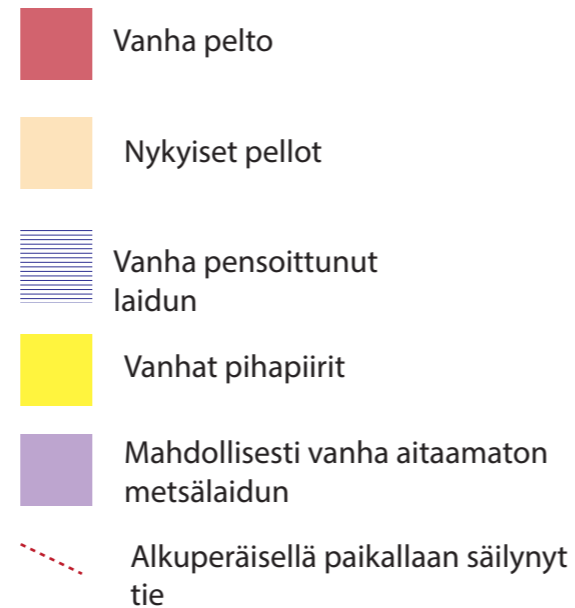 Vanha pelto
Nykyiset pellot
Vanha pensoittunut
laidun
Vanhat pihapiirit
Mahdollisesti vanha aitaamaton
metsälaidun
Alkuperäisellä paikallaan säilynyt
tie